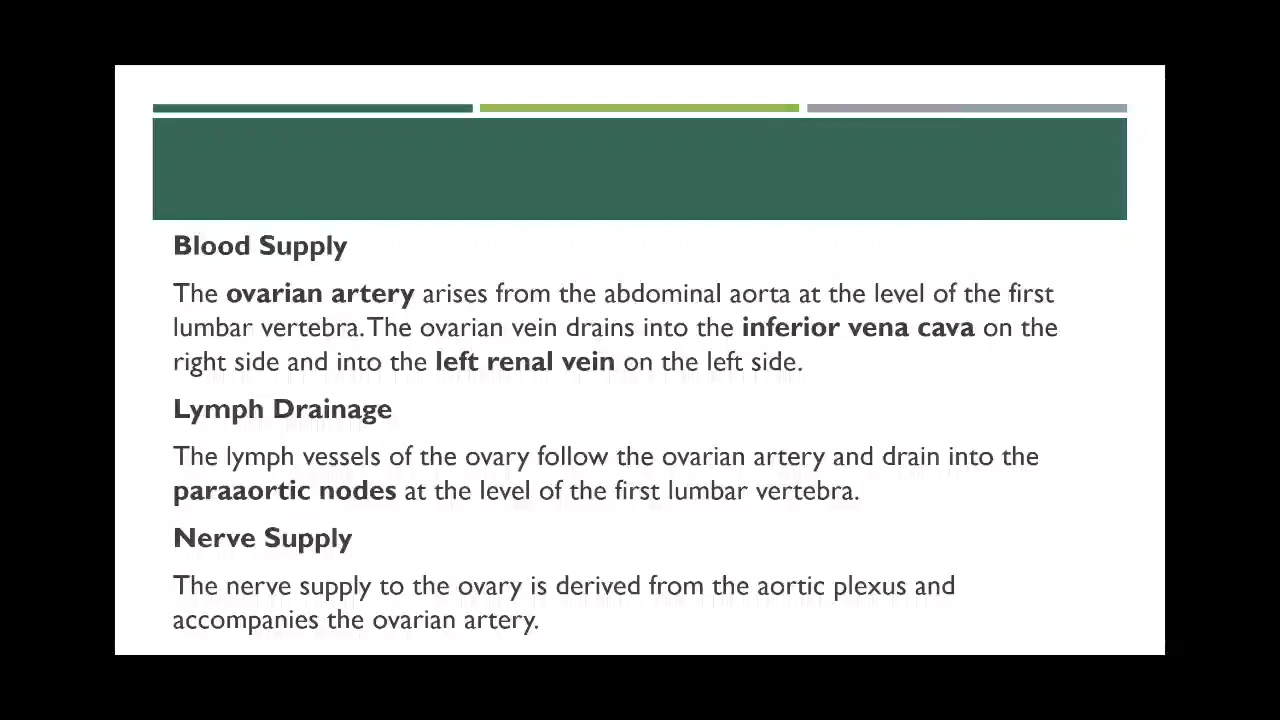 Blood Supply
The ovarian artery arises from the abdominal aorta at the level of the first
lumbar vertebra. The ovarian vein drains into the inferior vena cava on the
right side and into the left renal vein on the left side.
Lymph Drainage
The lymph vessels of the ovary follow the ovarian artery and drain into the
paraaortic nodes at the level of the first lumbar vertebra.
Nerve Supply
The nerve supply to the ovary is derived from the aortic plexus and
accompanies the ovarian artery.